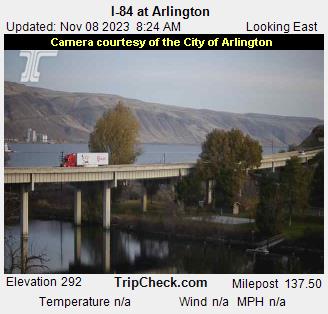 I-84 at Arlington
Updated: Nov 08 2023 8:24 AM Looking East
Camera courtesy of the City of Arlington
Elevation 292 TripCheck.com Milepost 137.50
Temperature n/a Wind n/a MPH n/a